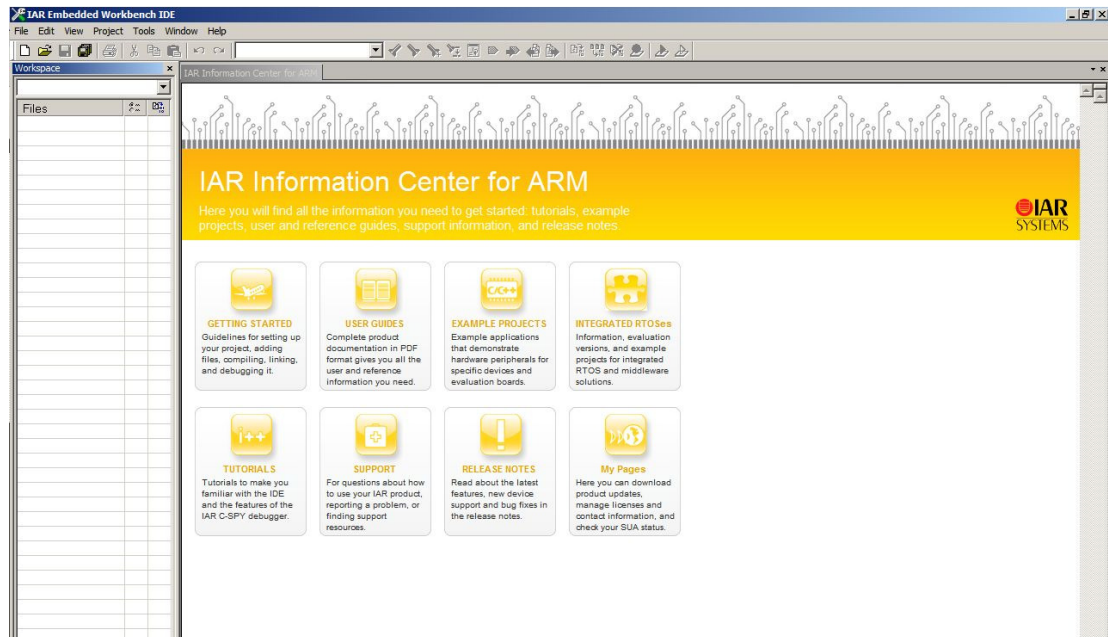 IAR Embedded Workbench IDE
File Edit View Project Tools Window Help
Workspace
IAR Information Center for ARM
Files
IAR Information Center for ARM
Here you will find all the information you need to get started: tutorials, example
projects, user and reference guides, support information, and release notes.
IAR
SYSTEMS
GETTING STARTED
Guidelines for setting up
your project, adding
files, compiling, linking,
and debugging it.
USER GUIDES
Complete product
documentation in PDF
format gives you all the
user and reference
information you need.
C/C++
EXAMPLE PROJECTS
Example applications
that demonstrate
hardware peripherals for
specific devices and
evaluation boards.
INTEGRATED RTOSes
Information, evaluation
versions, and example
projects for integrated
RTOS and middleware
solutions.
i++
TUTORIALS
Tutorials to make you
familiar with the IDE
and the features of the
IAR C-SPY debugger.
SUPPORT
For questions about how
to use your IAR product,
reporting a problem, or
finding support
resources.
RELEASE NOTES
Read about the latest
features, new device
support and bug fixes in
the release notes.
My Pages
Here you can download
product updates,
manage licenses and
contact information, and
check your SUA status.